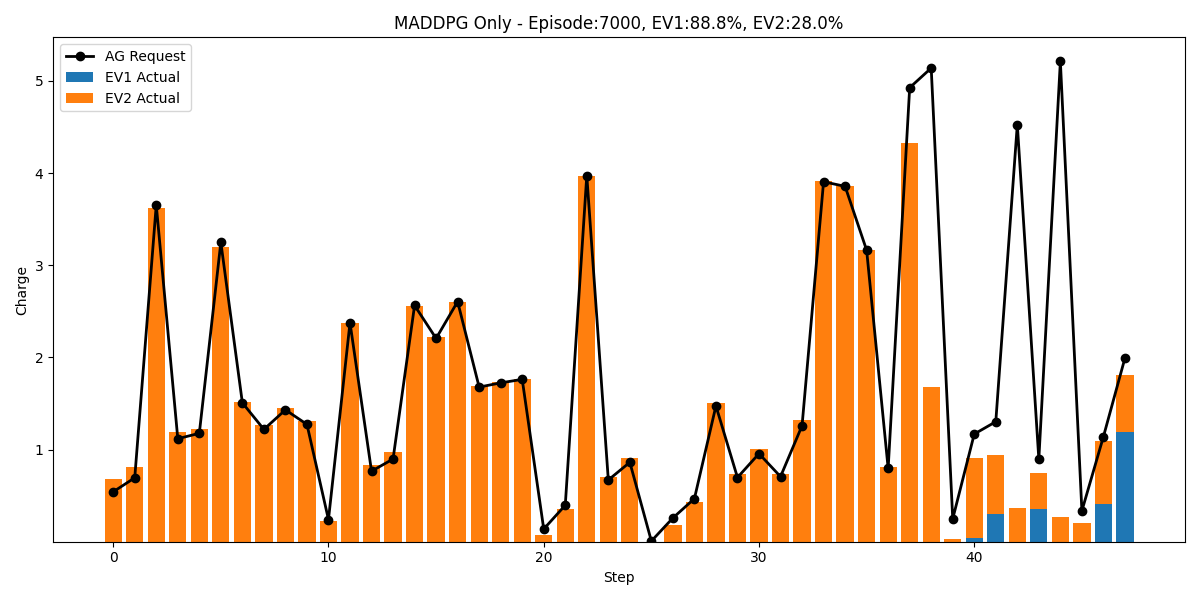 MADDPG Only - Episode:7000, EV1:88.8%, EV2:28.0%
AG Request
EV1 Actual
EV2 Actual
Charge
5
4
3
2
1
0 10 20 30 40
Step